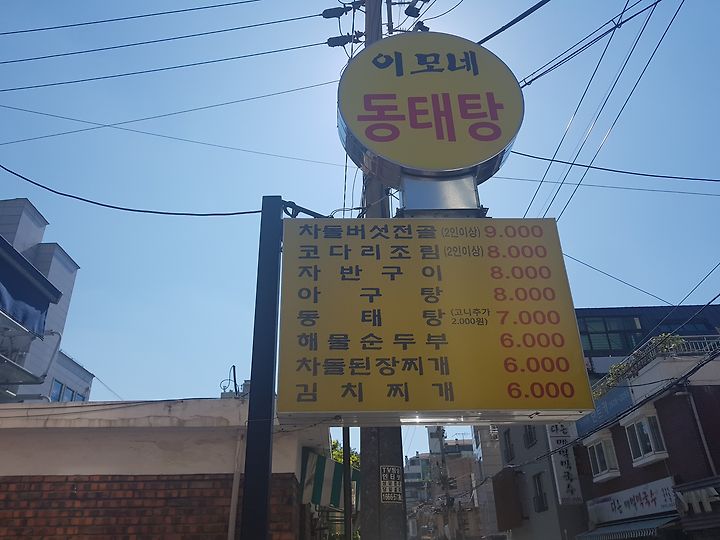 이모네
동태탕
차돌버섯전골 (2인이상) 9.000
코다리조림 (2인이상) 8.000
자반구이 8.000
아구탕 8.000
동태탕 (고니추가 2.000원) 7.000
해물순두부 6.000
차돌된장찌개 6.000
김치찌개 6.000